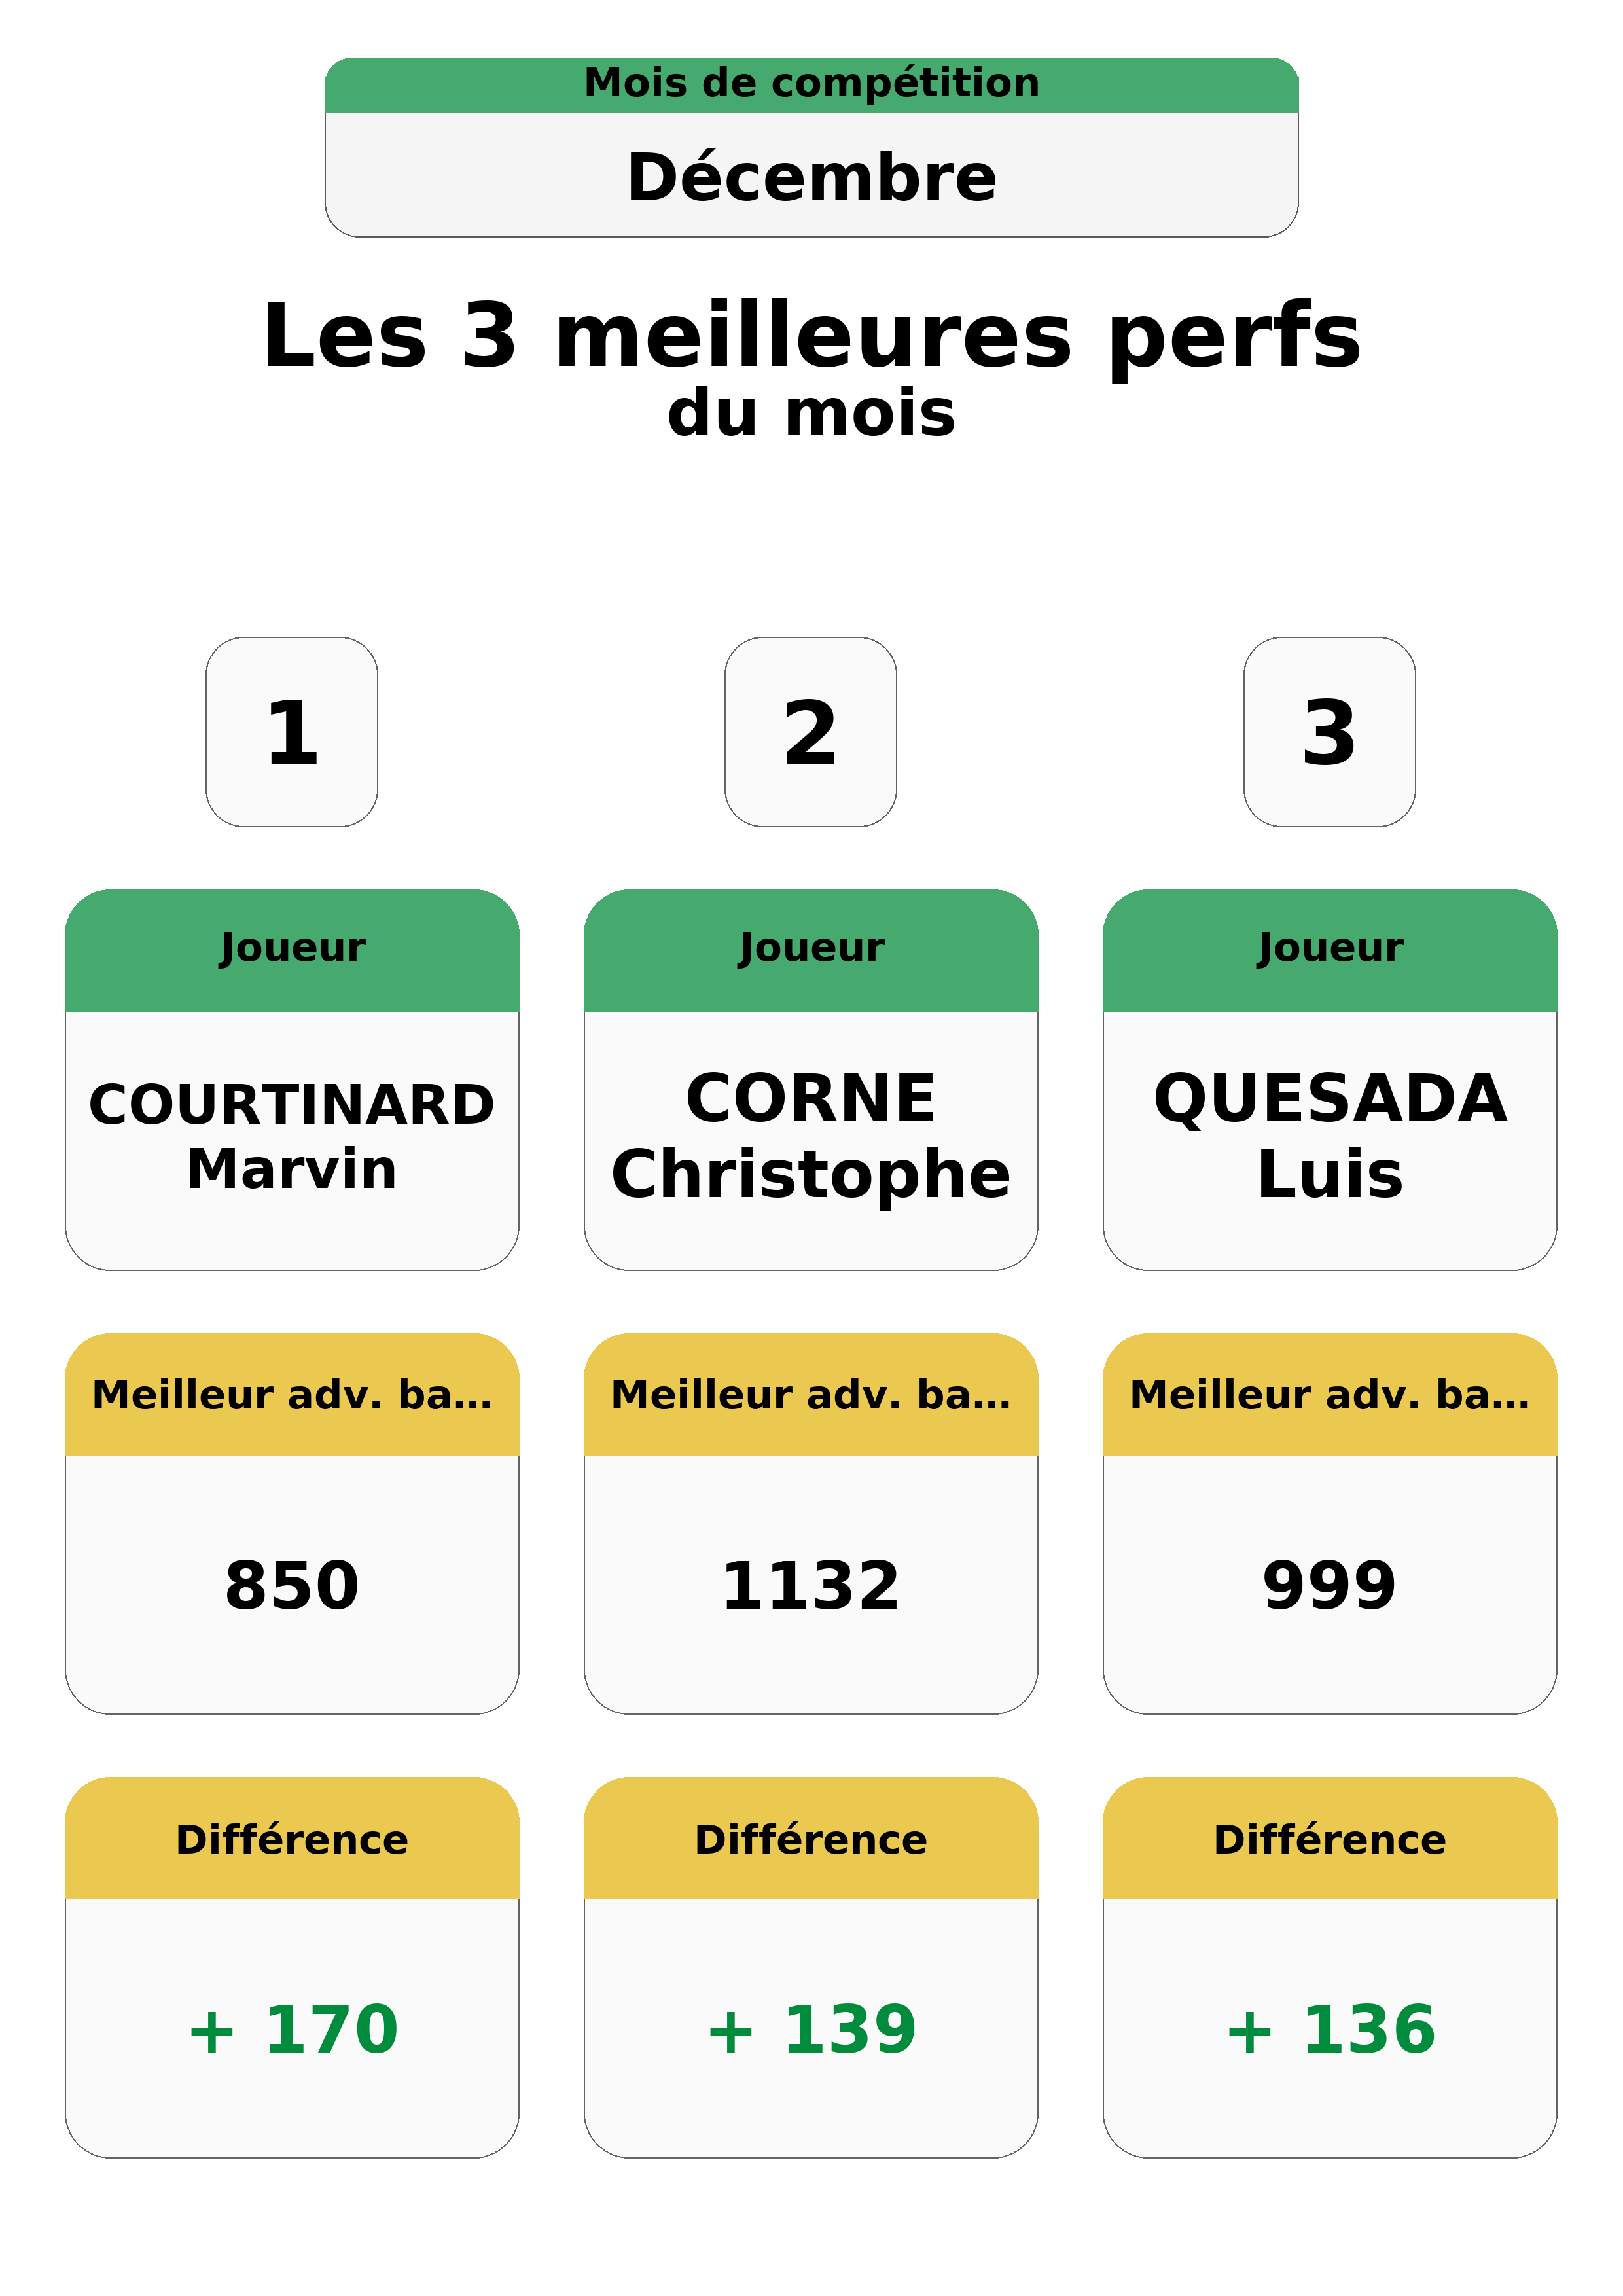 Mois de compétition
Décembre
Les 3 meilleures perfs
du mois
1
2
3
Joueur
Joueur
Joueur
COURTINARD
Marvin
CORNE
Christophe
QUESADA
Luis
Meilleur adv. ba…
Meilleur adv. ba…
Meilleur adv. ba…
850
1132
999
Différence
Différence
Différence
+ 170
+ 139
+ 136